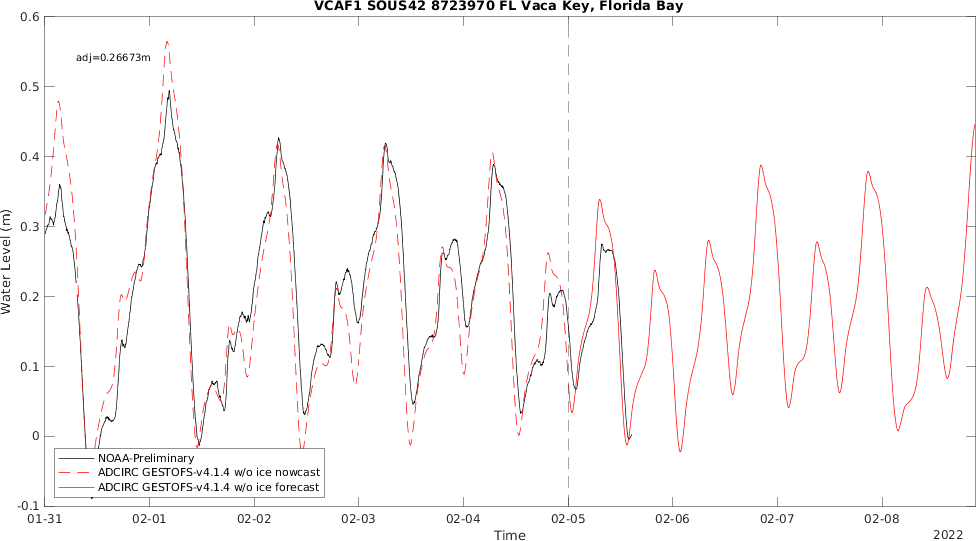 VCAF1 SOUS42 8723970 FL Vaca Key, Florida Bay
0.6
adj=0.26673m
0.5
0.4
0.3
0.2
0.1
0
-0.1
Water Level (m)
NOAA-Preliminary
ADCIRC GESTOFS-v4.1.4 w/o ice nowcast
ADCIRC GESTOFS-v4.1.4 w/o ice forecast
01-31 02-01 02-02 02-03 02-04 02-05 02-06 02-07 02-08
Time
2022